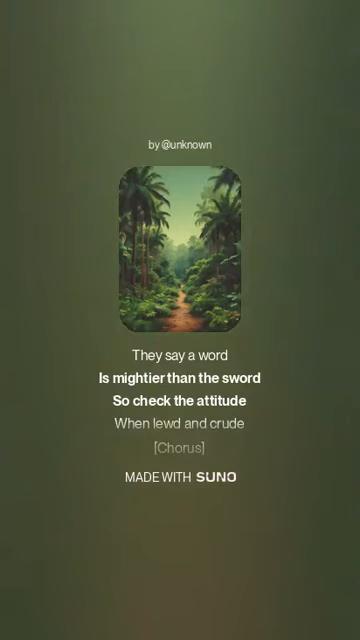 by @unknown
They say a word
Is mightier than the sword
So check the attitude
When lewd and crude
[Chorus]
MADE WITH SUNO